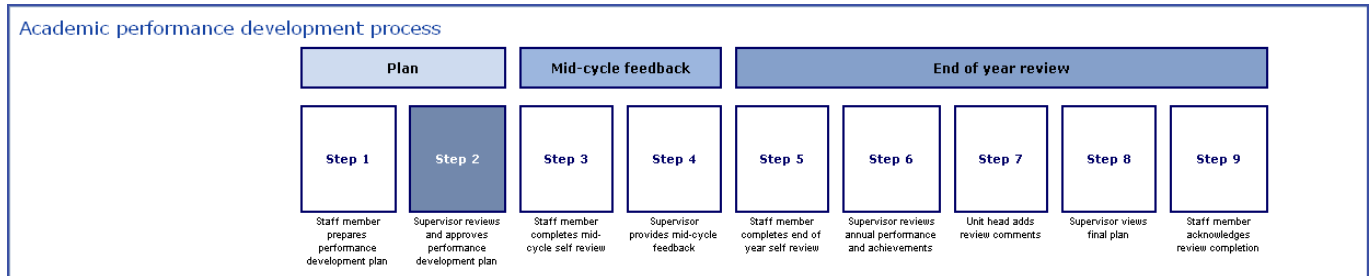 Academic performance development process
Plan
Mid-cycle feedback
End of year review
Step 1
Step 2
Step 3
Step 4
Step 5
Step 6
Step 7
Step 8
Step 9
Staff member
prepares
performance
development plan
Supervisor reviews
and approves
performance
development plan
Staff member
completes mid-
cycle self review
Supervisor
provides mid-cycle
feedback
Staff member
completes end of
year self review
Supervisor reviews
annual performance
and achievements
Unit head adds
review comments
Supervisor views
final plan
Staff member
acknowledges
review completion